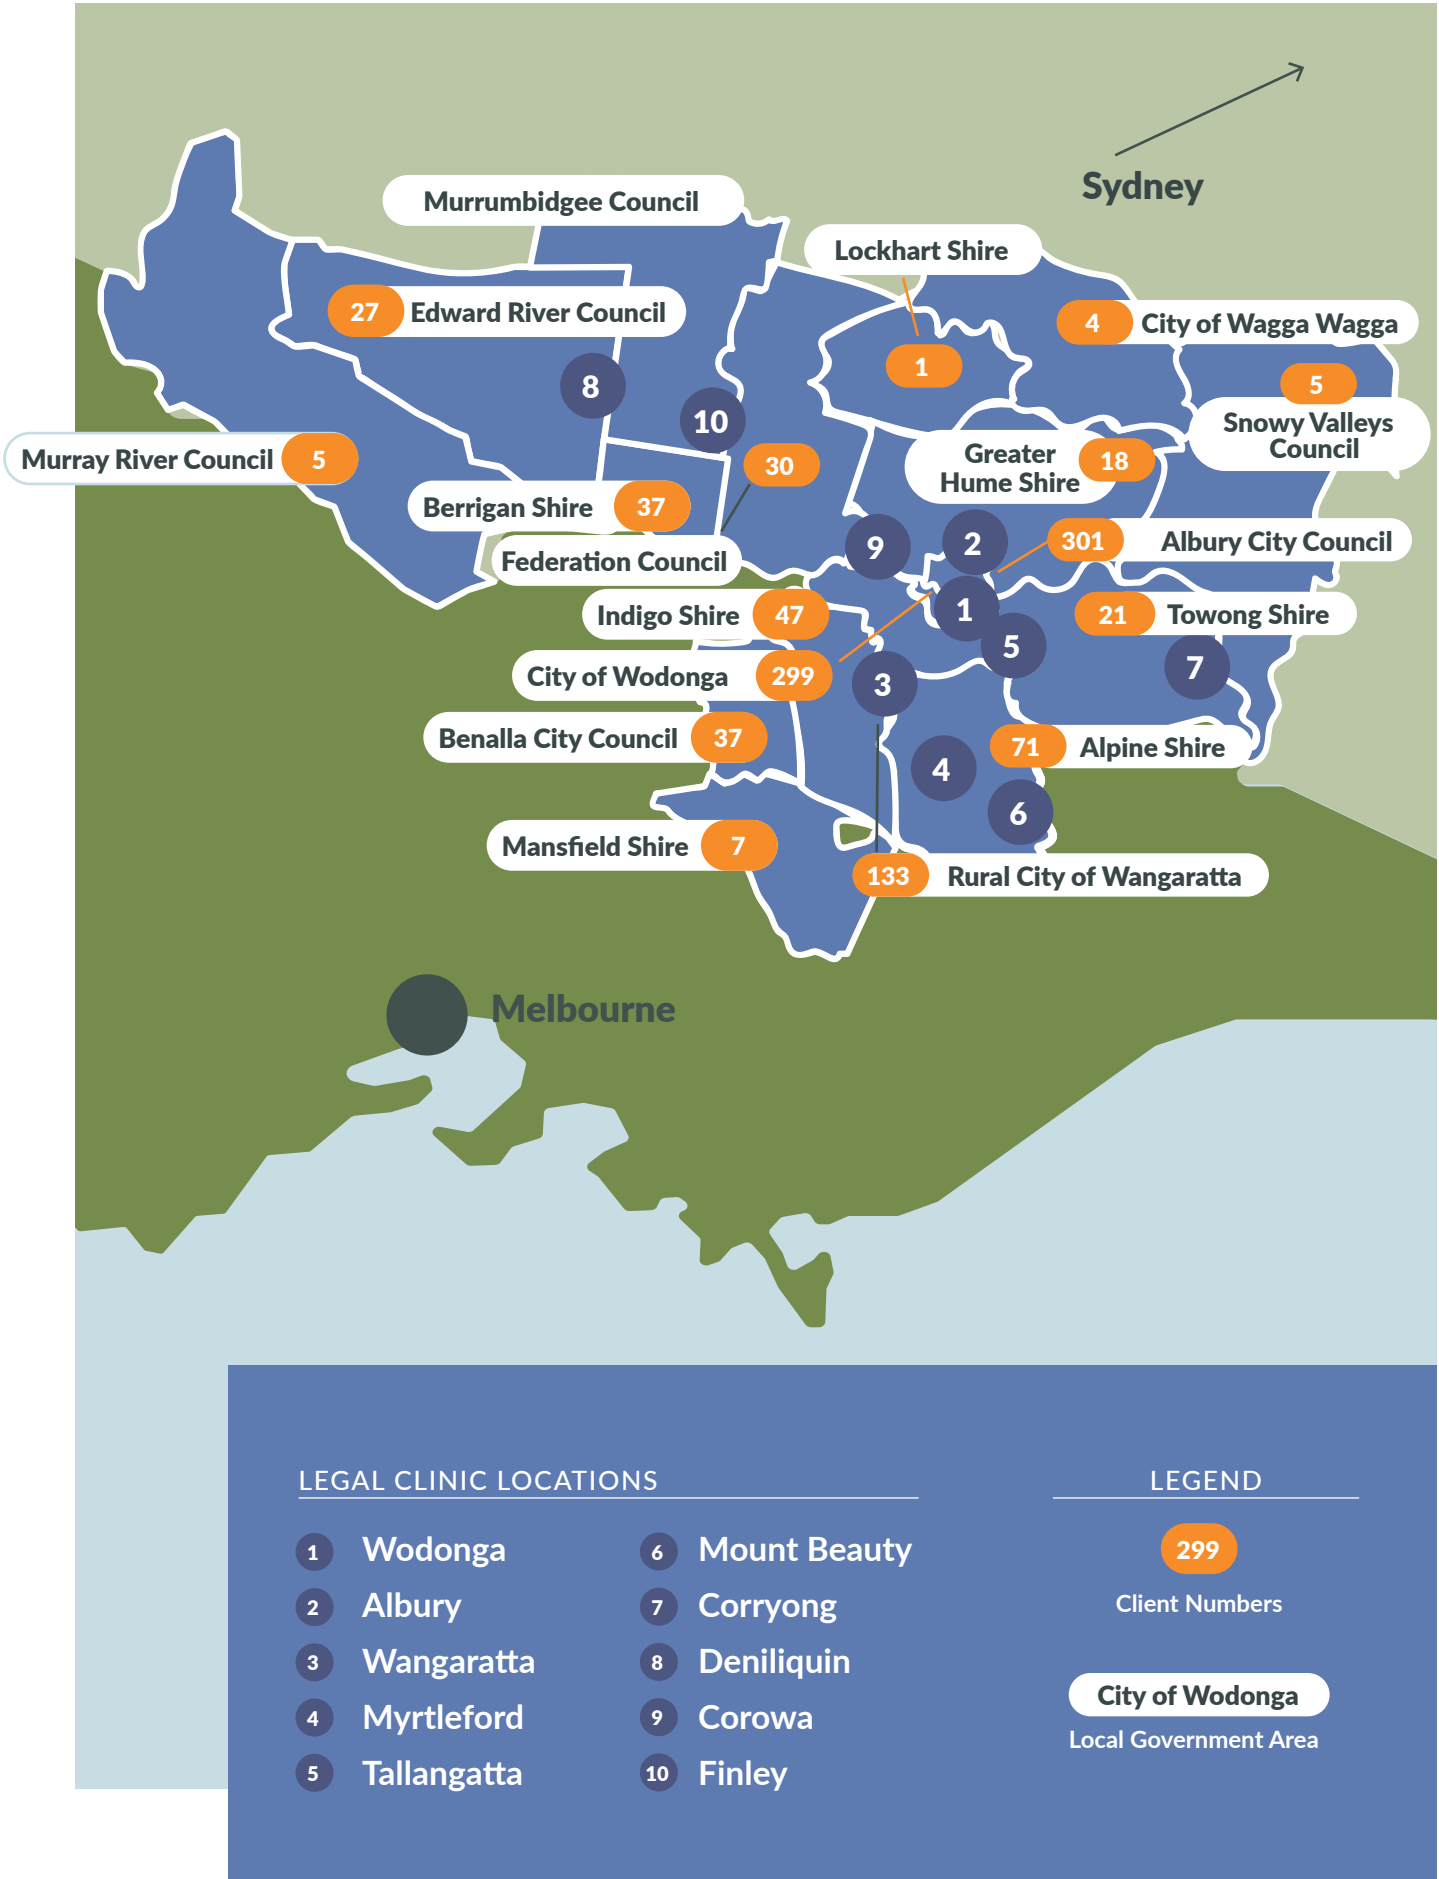 Sydney
Murrumbidgee Council
Lockhart Shire
27 Edward River Council
4 City of Wagga Wagga
1
5
Snowy Valleys
Council
8
10
Murray River Council 5
30
Greater
Hume Shire
18
Berrigan Shire 37
9
2
301 Albury City Council
Federation Council
Indigo Shire 47
1
21 Towong Shire
5
City of Wodonga 299
3
7
Benalla City Council 37
71 Alpine Shire
4
6
Mansfield Shire 7
133 Rural City of Wangaratta
Melbourne
LEGAL CLINIC LOCATIONS
1 Wodonga
2 Albury
3 Wangaratta
4 Myrtleford
5 Tallangatta
6 Mount Beauty
7 Corryong
8 Deniliquin
9 Corowa
10 Finley
LEGEND
299
Client Numbers
City of Wodonga
Local Government Area